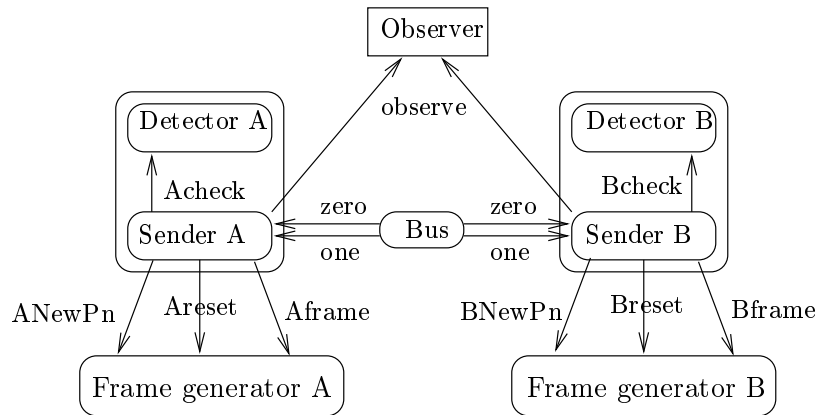 Observer
observe
Detector A
Detector B
Acheck
Bcheck
zero
zero
Sender A
Bus
Sender B
one
one
ANewPn
Areset
Aframe
BNewPn
Breset
Bframe
Frame generator A
Frame generator B